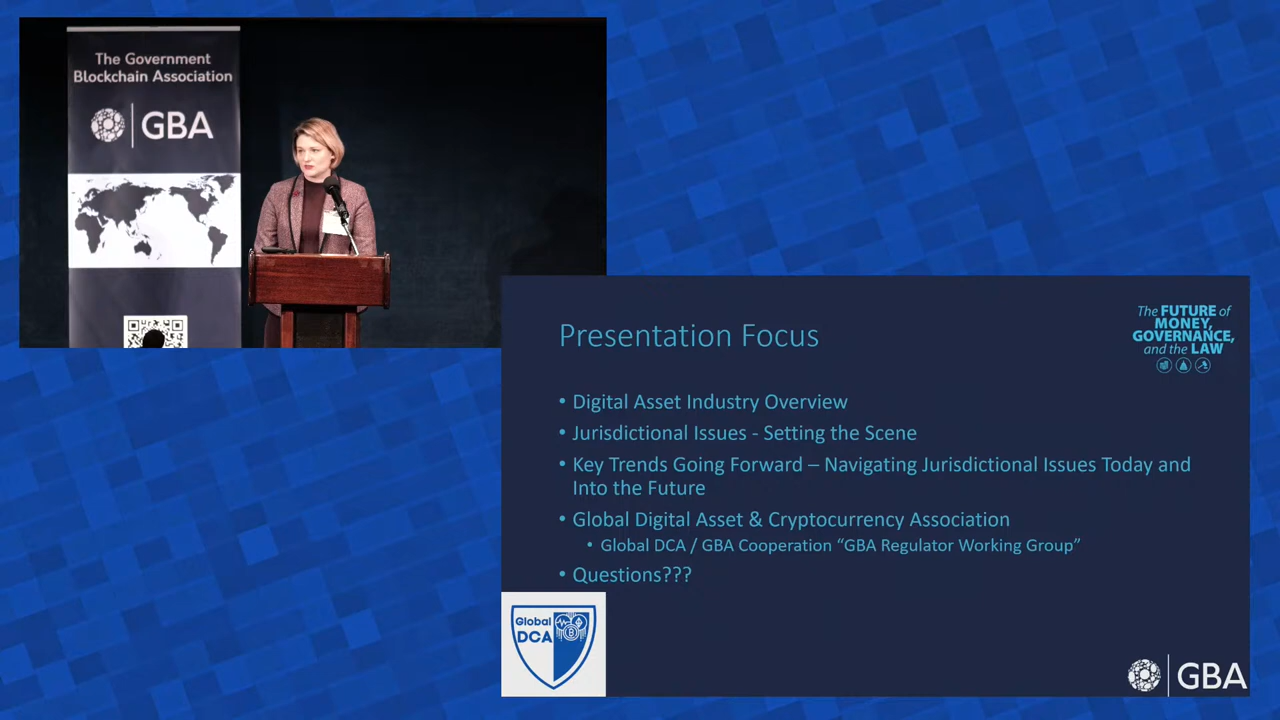 The Government
Blockchain Association
GBA
Presentation Focus
The FUTURE of
MONEY,
GOVERNANCE,
and the LAW
• Digital Asset Industry Overview
• Jurisdictional Issues - Setting the Scene
• Key Trends Going Forward – Navigating Jurisdictional Issues Today and
Into the Future
• Global Digital Asset & Cryptocurrency Association
• Global DCA / GBA Cooperation “GBA Regulator Working Group”
• Questions???
Global
DCA
GBA